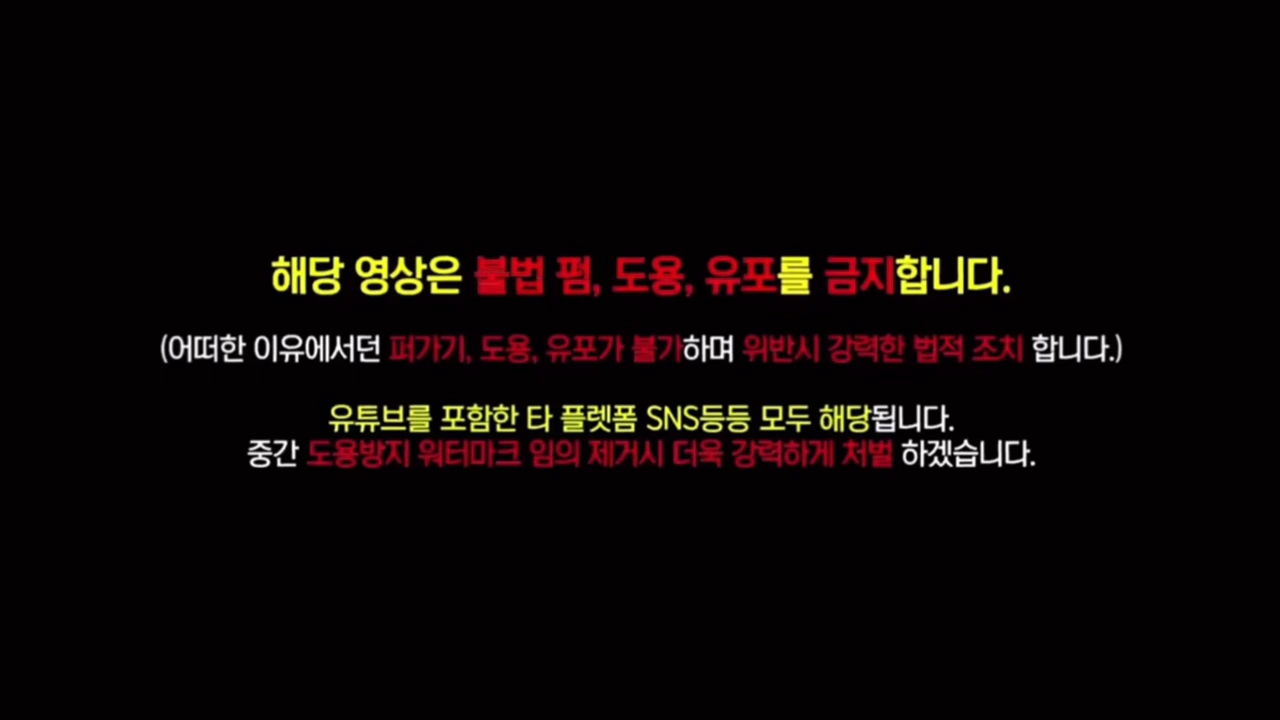 해당 영상은 불법 펌, 도용, 유포를 금지합니다.
(어떠한 이유에서던 퍼가기, 도용, 유포가 불가하며 위반시 강력한 법적 조치 합니다.)
유튜브를 포함한 타 플렛폼 SNS등등 모두 해당됩니다.
중간 도용방지 워터마크 임의 제거시 더욱 강력하게 처벌 하겠습니다.